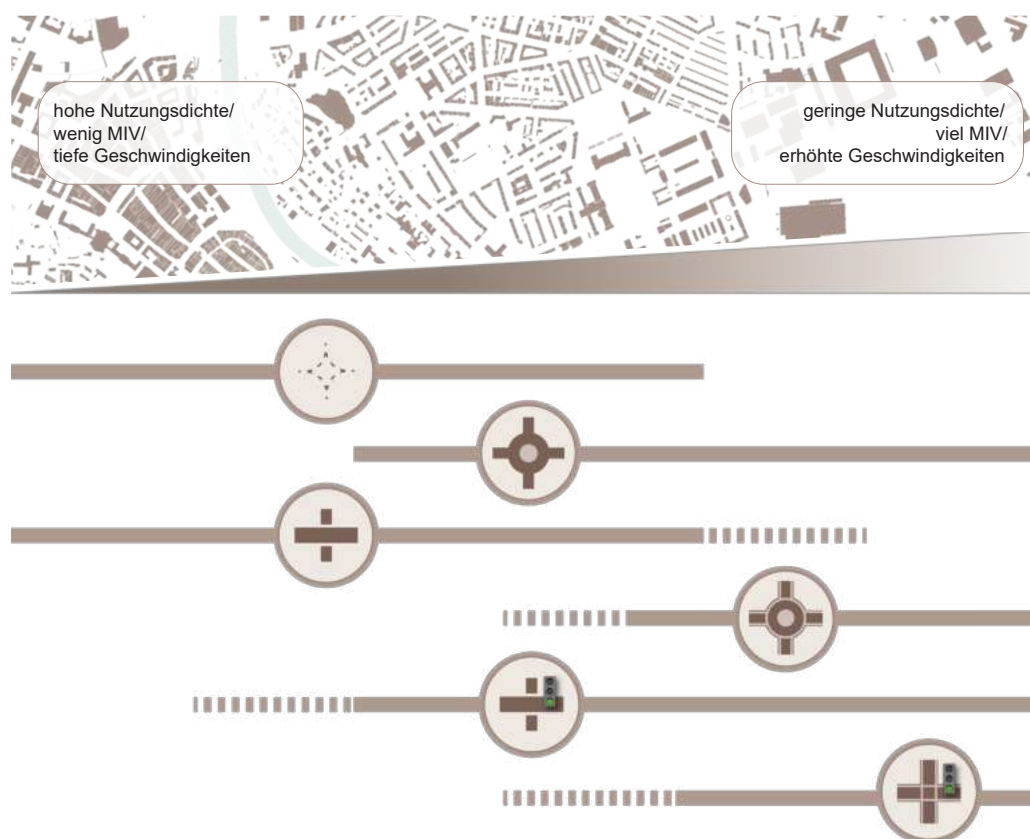 hohe Nutzungsdichte/
wenig MIV/
tiefe Geschwindigkeiten
geringe Nutzungsdichte/
viel MIV/
erhöhte Geschwindigkeiten